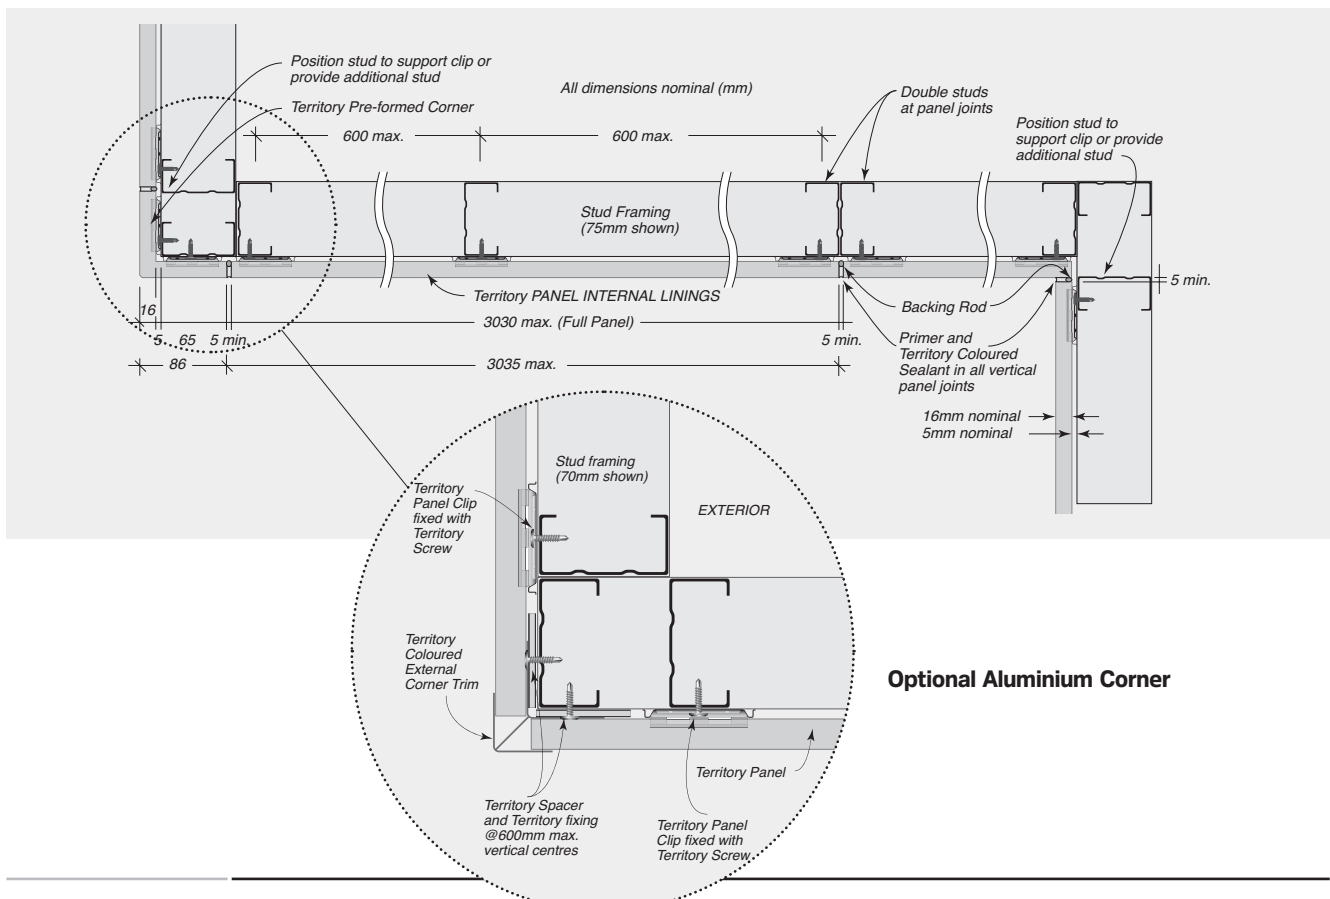 Position stud to support clip or
provide additional stud
Territory Pre-formed Corner
All dimensions nominal (mm)
Double studs
at panel joints
Position stud to
support clip or provide
additional stud
600 max.
600 max.
Stud Framing
(75mm shown)
Territory PANEL INTERNAL LININGS
Backing Rod
5 min.
16
3030 max. (Full Panel)
5
65
5 min.
5 min.
Primer and
Territory Coloured
Sealant in all vertical
panel joints
86
3035 max.
16mm nominal
5mm nominal
Stud framing
(70mm shown)
Territory
Panel Clip
fixed with
Territory
Screw
EXTERIOR
Territory
Coloured
External
Corner Trim
Optional Aluminium Corner
Territory Panel
Territory Spacer
and Territory fixing
@600mm max.
vertical centres
Territory Panel
Clip fixed with
Territory Screw